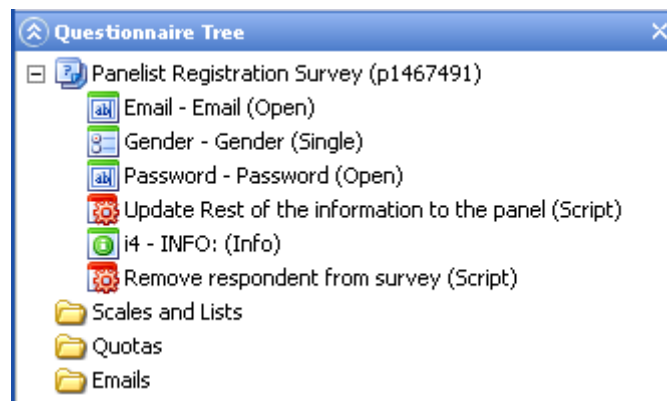 Questionnaire Tree
Panelist Registration Survey (p1467491)
Email - Email (Open)
Gender - Gender (Single)
Password - Password (Open)
Update Rest of the information to the panel (Script)
i4 - INFO: (Info)
Remove respondent from survey (Script)
Scales and Lists
Quotas
Emails